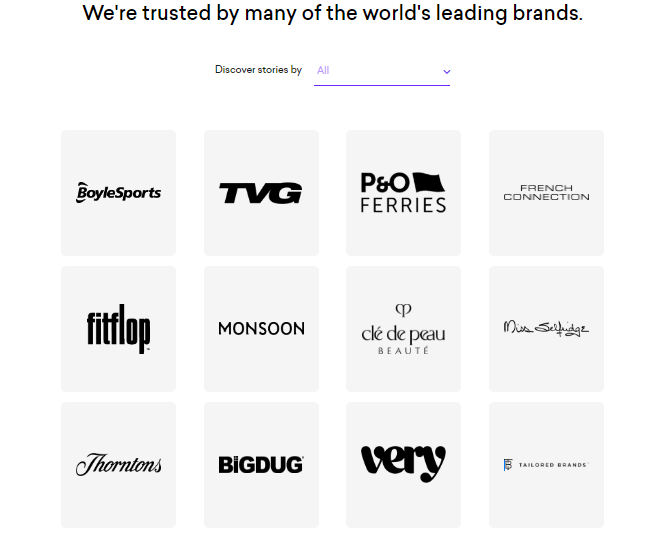 We're trusted by many of the world's leading brands.
Discover stories by All
BoyleSports
TVG
P&O
FERRIES
FRENCH
CONNECTION
fitflop
MONSOON
clé de peau
BEAUTÉ
Miss Selfridge
Thorntons
BiGDUG
very
TAILORED BRANDS